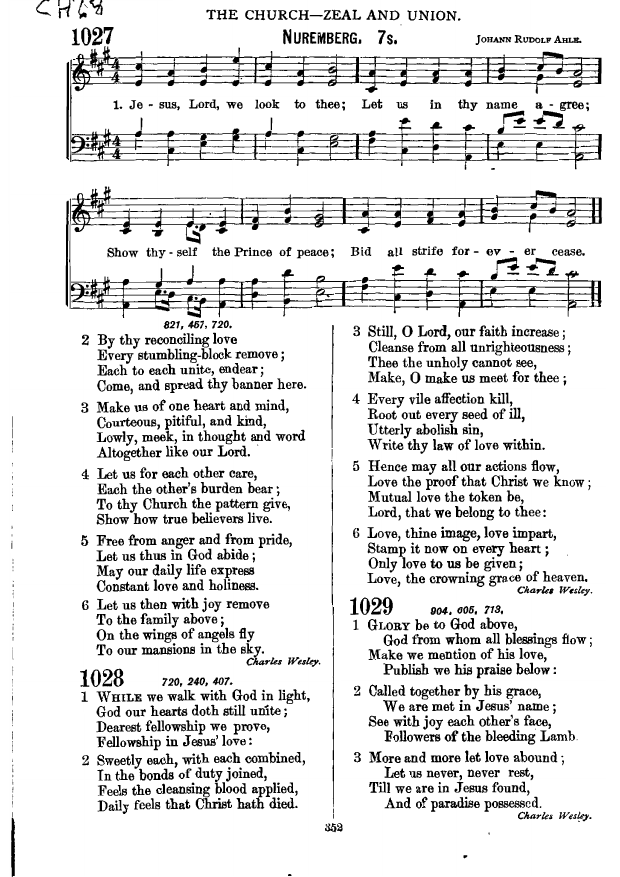 CH68
THE CHURCH—ZEAL AND UNION.
1027
NUREMBERG. 7s.
JOHANN RUDOLF AHLE.
4
4
1. Je - sus, Lord, we look to thee; Let us in thy name a - gree;
4
4
Show thy - self the Prince of peace; Bid all strife for - ev - er cease.
821, 457, 720.
2 By thy reconciling love
Every stumbling-block remove;
Each to each unite, endear;
Come, and spread thy banner here.
3 Make us of one heart and mind,
Courteous, pitiful, and kind,
Lowly, meek, in thought and word
Altogether like our Lord.
4 Let us for each other care,
Each the other's burden bear;
To thy Church the pattern give,
Show how true believers live.
5 Free from anger and from pride,
Let us thus in God abide;
May our daily life express
Constant love and holiness.
6 Let us then with joy remove
To the family above;
On the wings of angels fly
To our mansions in the sky.
Charles Wesley.
1028
720, 240, 407.
1 WHILE we walk with God in light,
God our hearts doth still unite;
Dearest fellowship we prove,
Fellowship in Jesus' love:
2 Sweetly each, with each combined,
In the bonds of duty joined,
Feels the cleansing blood applied,
Daily feels that Christ hath died.
3 Still, O Lord, our faith increase;
Cleanse from all unrighteousness;
Thee the unholy cannot see,
Make, O make us meet for thee;
4 Every vile affection kill,
Root out every seed of ill,
Utterly abolish sin,
Write thy law of love within.
5 Hence may all our actions flow,
Love the proof that Christ we know;
Mutual love the token be,
Lord, that we belong to thee:
6 Love, thine image, love impart,
Stamp it now on every heart;
Only love to us be given;
Love, the crowning grace of heaven.
Charles Wesley.
1029
904, 605, 713.
1 GLORY be to God above,
God from whom all blessings flow;
Make we mention of his love,
Publish we his praise below:
2 Called together by his grace,
We are met in Jesus' name;
See with joy each other's face,
Followers of the bleeding Lamb.
3 More and more let love abound;
Let us never, never rest,
Till we are in Jesus found,
And of paradise possessed.
Charles Wesley.
352